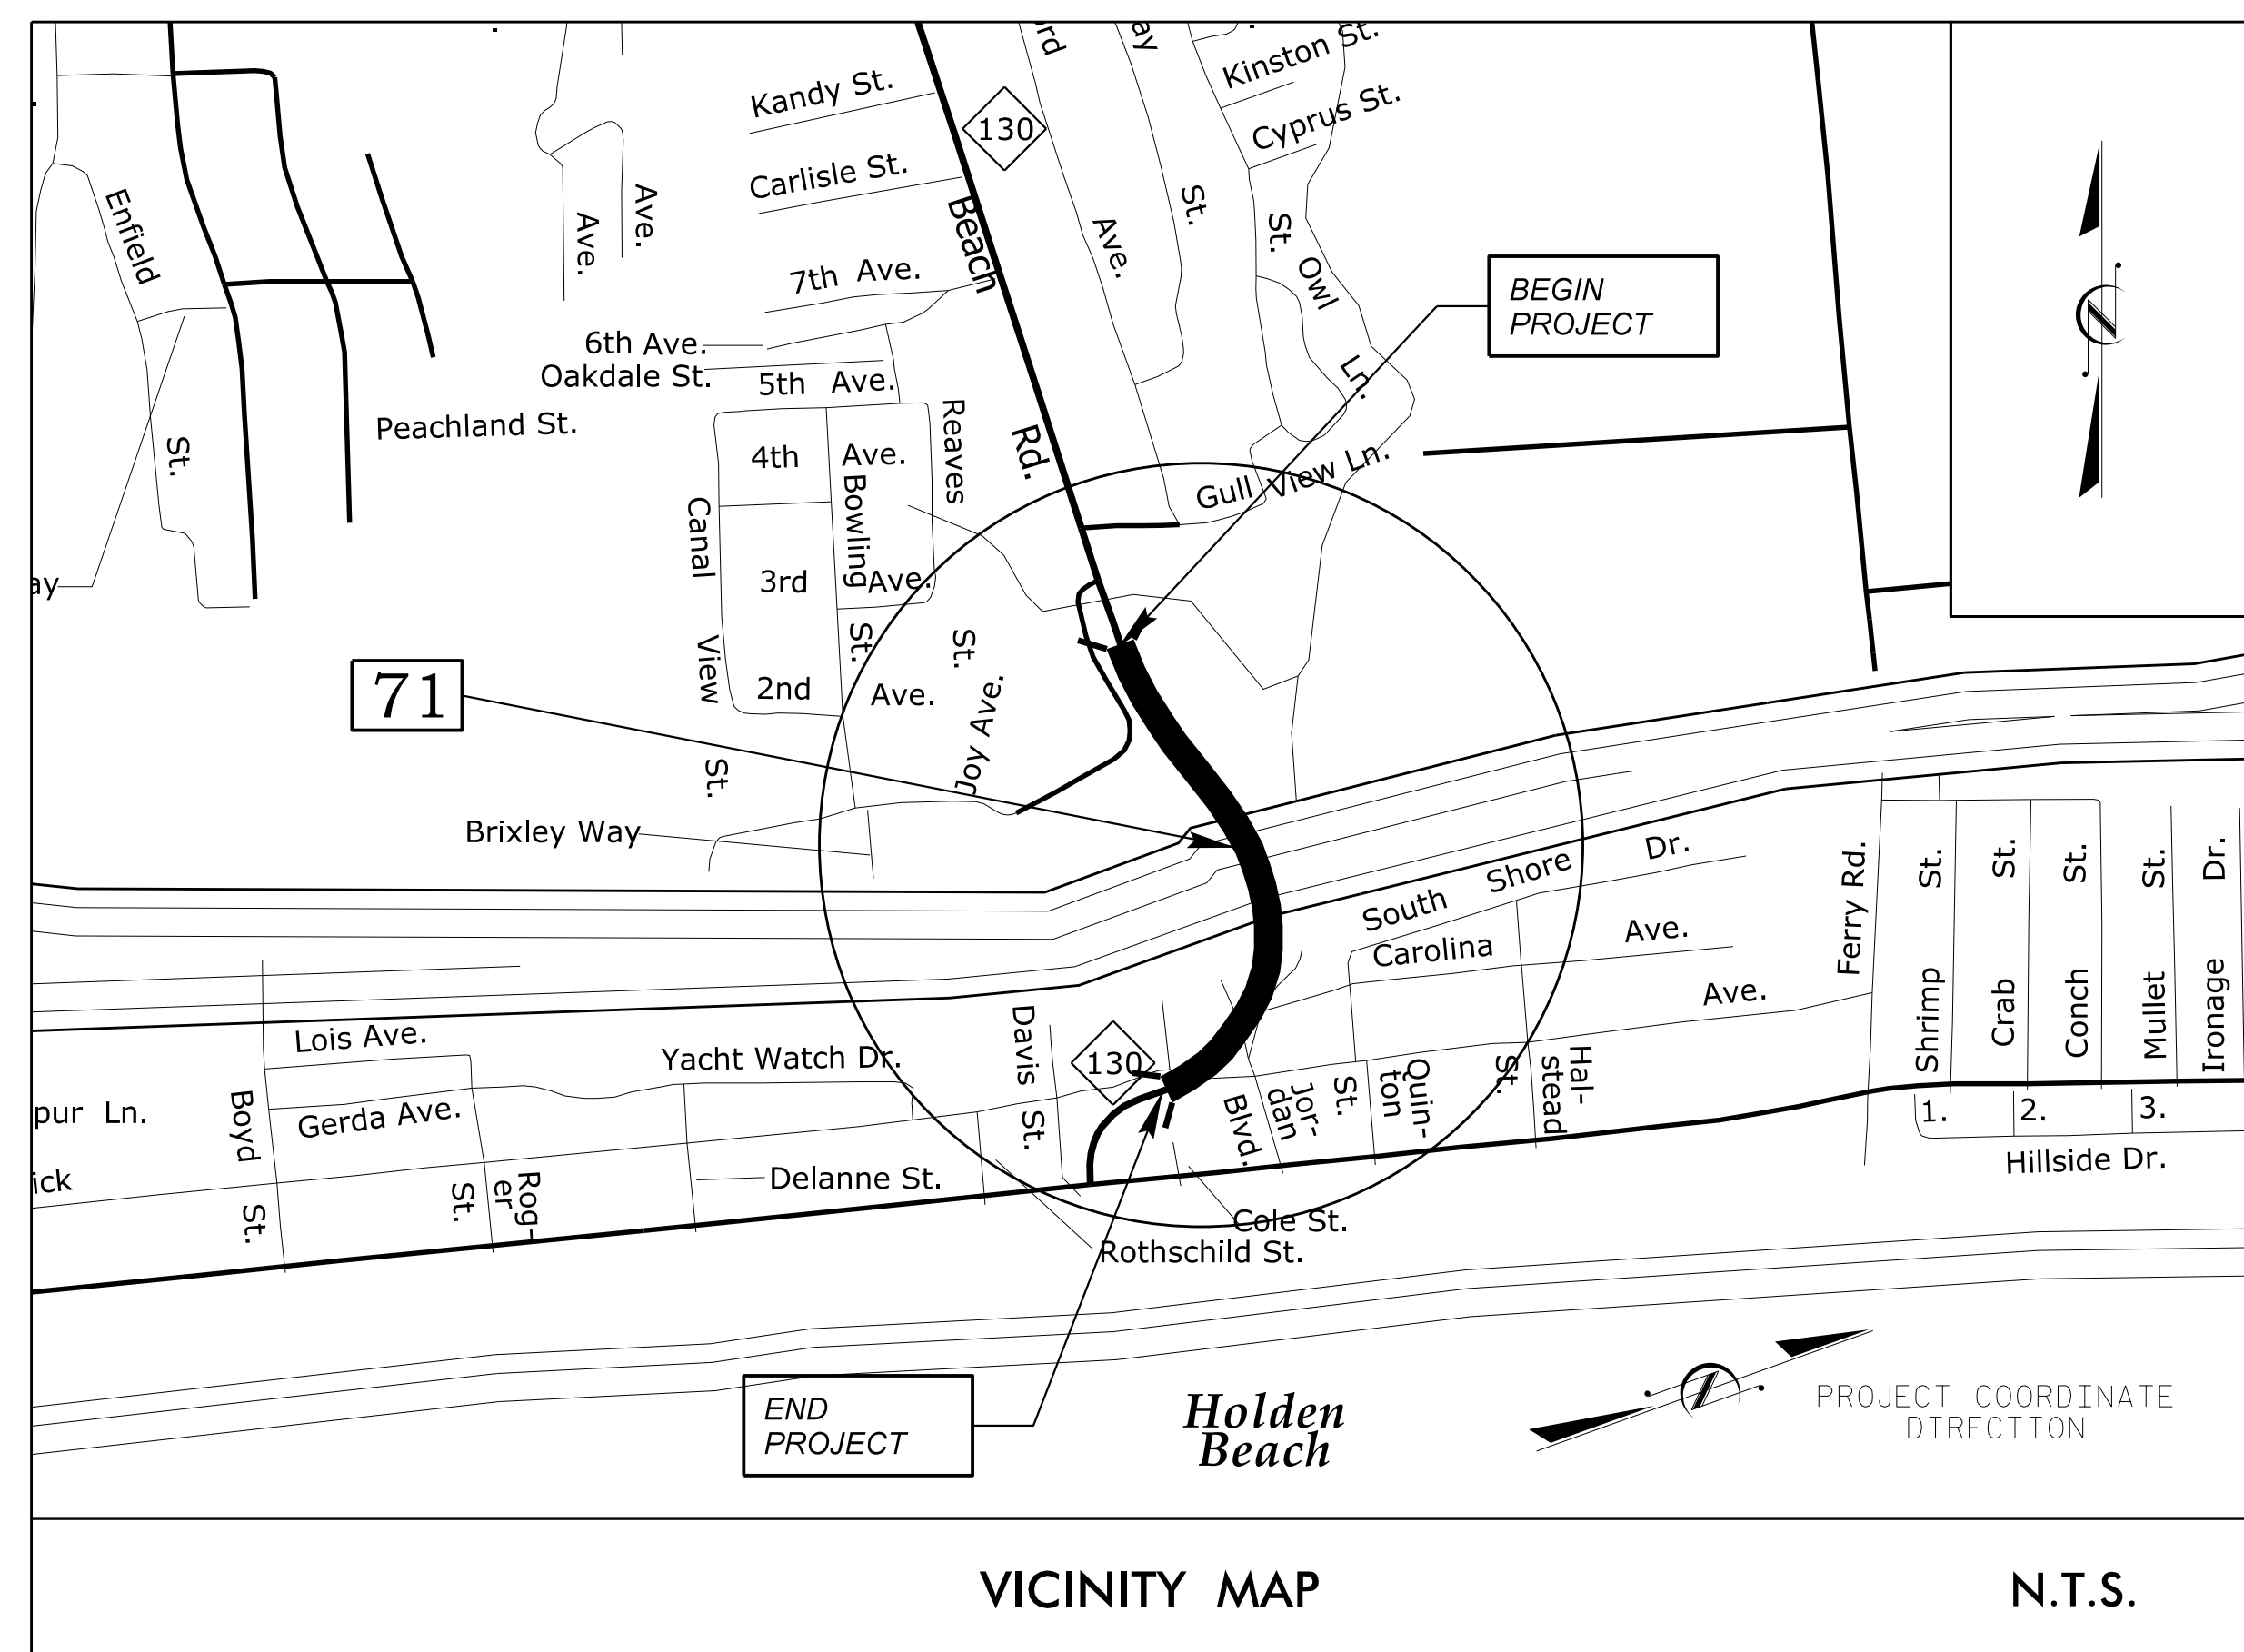 Kinston St.
Cyprus St.
Kandy St.
130
Carlisle St.
Beach
Rd.
Enfield
St.
Ave.
Ave.
Ave.
St.
St.
Owl
Ln.
7th Ave.
6th Ave.
Oakdale St.
5th Ave.
Peachland St.
4th Ave.
3rd Ave.
2nd Ave.
Reaves
St.
Bowling
St.
Canal
View
St.
Joy Ave.
Gull View Ln.
BEGIN
PROJECT
N
71
Brixley Way
South Shore Dr.
Carolina Ave.
Ave.
Ferry Rd.
Shrimp St.
Crab St.
Conch St.
Mullet St.
Ironage Dr.
Lois Ave.
Gerda Ave.
Yacht Watch Dr.
130
Davis
St.
Blvd.
Jor-
dan
St.
Quin-
ton
St.
Hal-
stead
1.
2.
3.
Hillside Dr.
pur Ln.
ick
ay
Boyd
St.
Rog-
er
St.
Delanne St.
Cole St.
Rothschild St.
END
PROJECT
Holden
Beach
N
PROJECT COORDINATE
DIRECTION
VICINITY MAP
N.T.S.